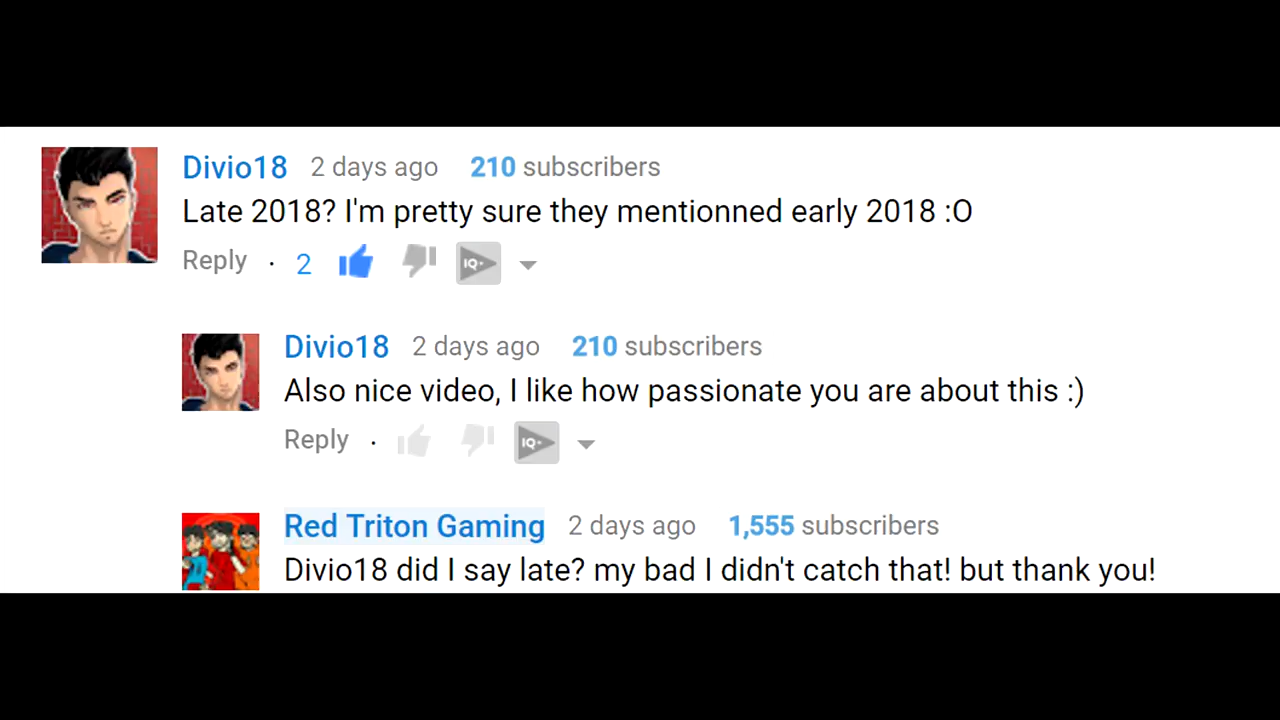 Divio18 2 days ago 210 subscribers
Late 2018? I'm pretty sure they mentionned early 2018 :O
Reply · 2 IQ+
Divio18 2 days ago 210 subscribers
Also nice video, I like how passionate you are about this :)
Reply · IQ+
Red Triton Gaming 2 days ago 1,555 subscribers
Divio18 did I say late? my bad I didn't catch that! but thank you!